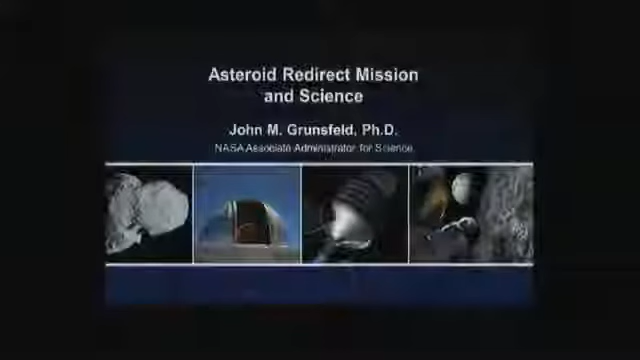 Asteroid Redirect Mission
and Science
John M. Grunsfeld, Ph.D.
NASA Associate Administrator for Science